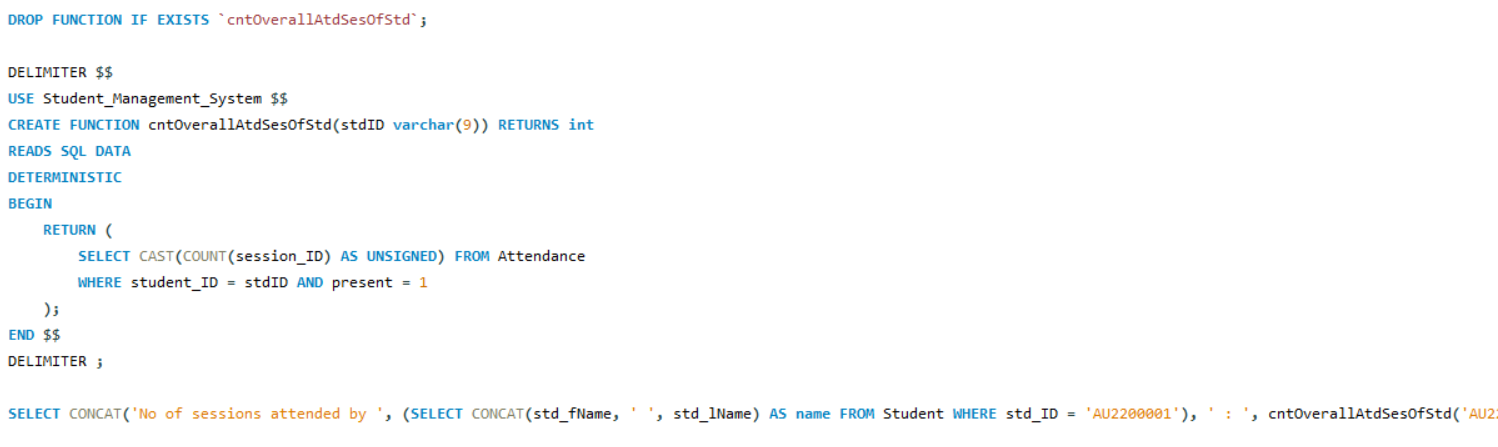 DROP FUNCTION IF EXISTS `cntOverallAtdSesOfStd`;
DELIMITER $$
USE Student_Management_System $$
CREATE FUNCTION cntOverallAtdSesOfStd(stdID varchar(9)) RETURNS int
READS SQL DATA
DETERMINISTIC
BEGIN
    RETURN (
        SELECT CAST(COUNT(session_ID) AS UNSIGNED) FROM Attendance
        WHERE student_ID = stdID AND present = 1
    );
END $$
DELIMITER ;
SELECT CONCAT('No of sessions attended by ', (SELECT CONCAT(std_fName, ' ', std_lName) AS name FROM Student WHERE std_ID = 'AU2200001'), ' : ', cntOverallAtdSesOfStd('AU2